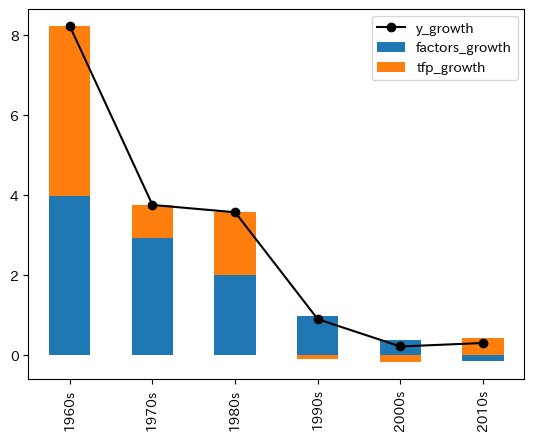 y_growth
factors_growth
tfp_growth
8
6
4
2
0
1960s
1970s
1980s
1990s
2000s
2010s